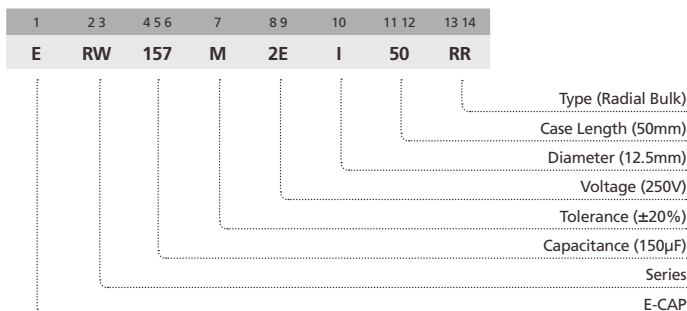 1 2 3 4 5 6 7 8 9 10 11 12 13 14
E RW 157 M 2E I 50 RR
Type (Radial Bulk)
Case Length (50mm)
Diameter (12.5mm)
Voltage (250V)
Tolerance (±20%)
Capacitance (150µF)
Series
E-CAP